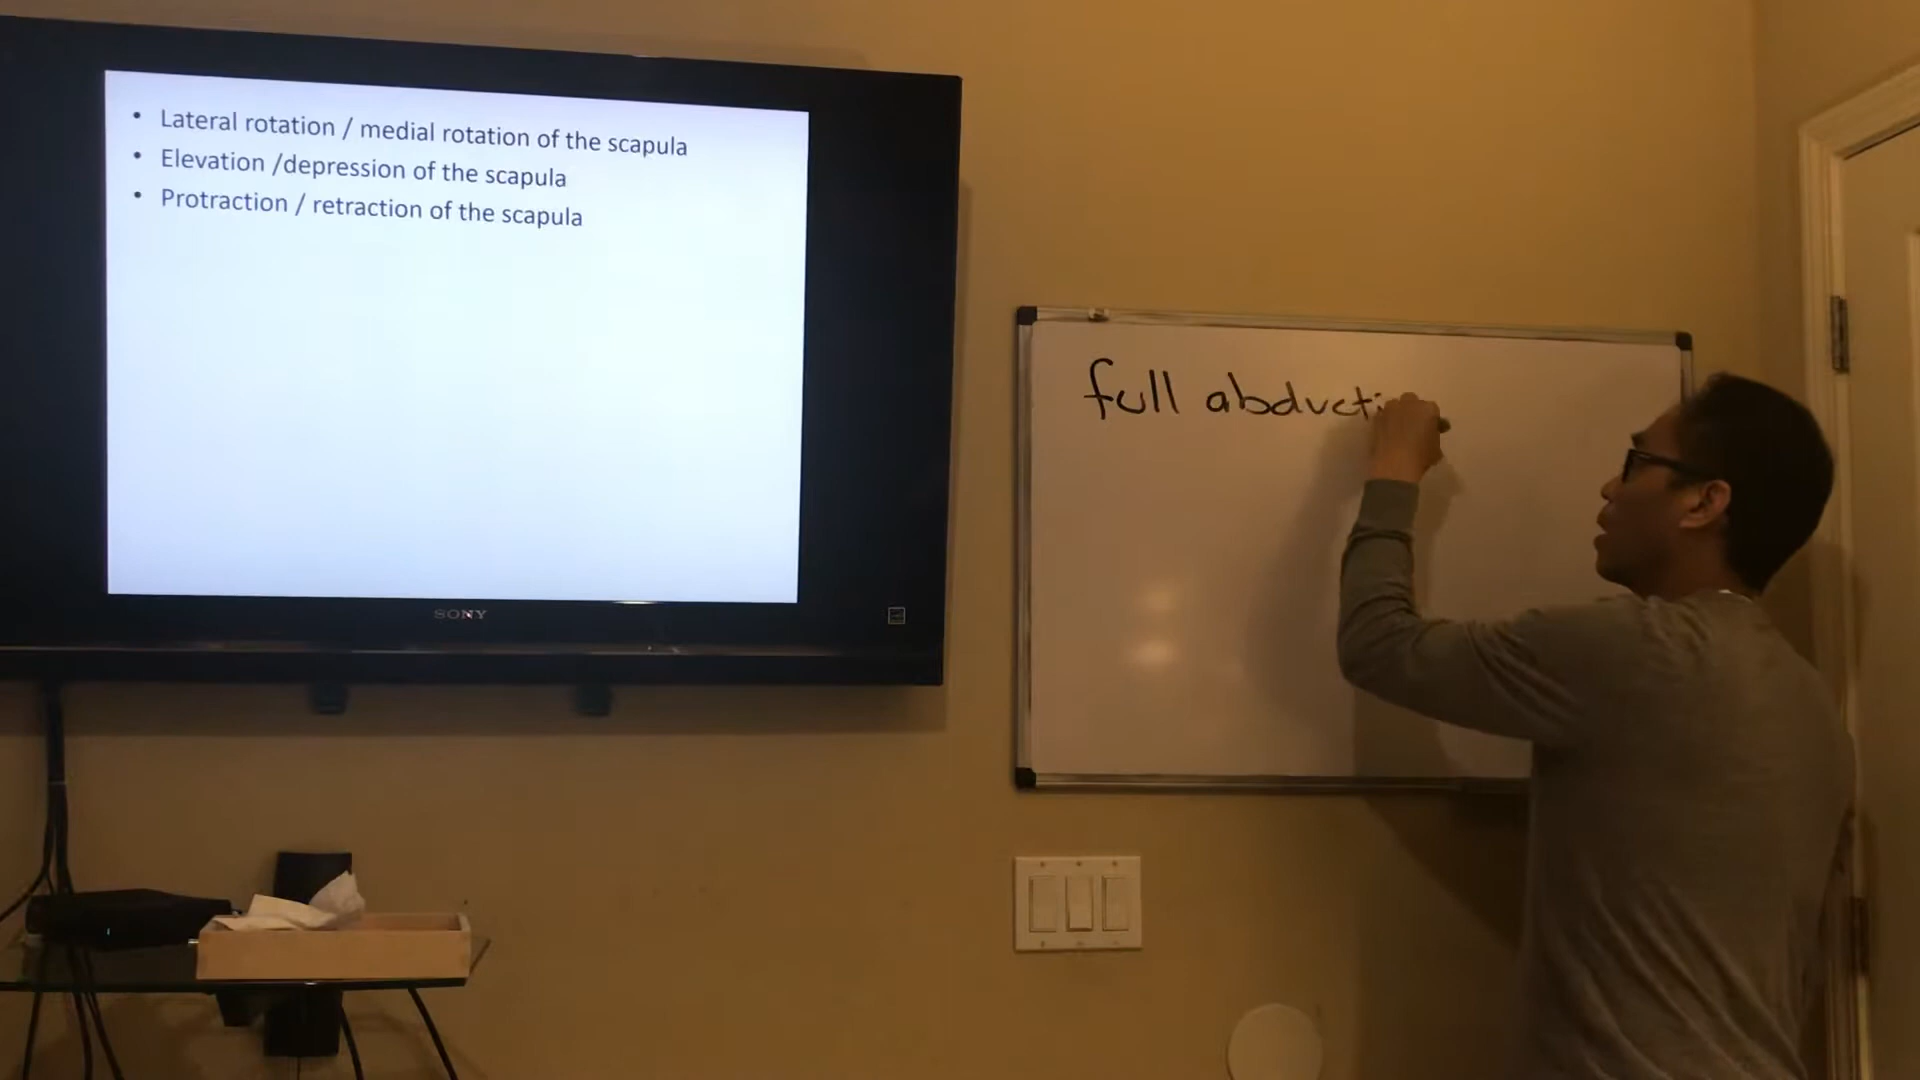 • Lateral rotation / medial rotation of the scapula
• Elevation /depression of the scapula
• Protraction / retraction of the scapula
SONY
full abducti